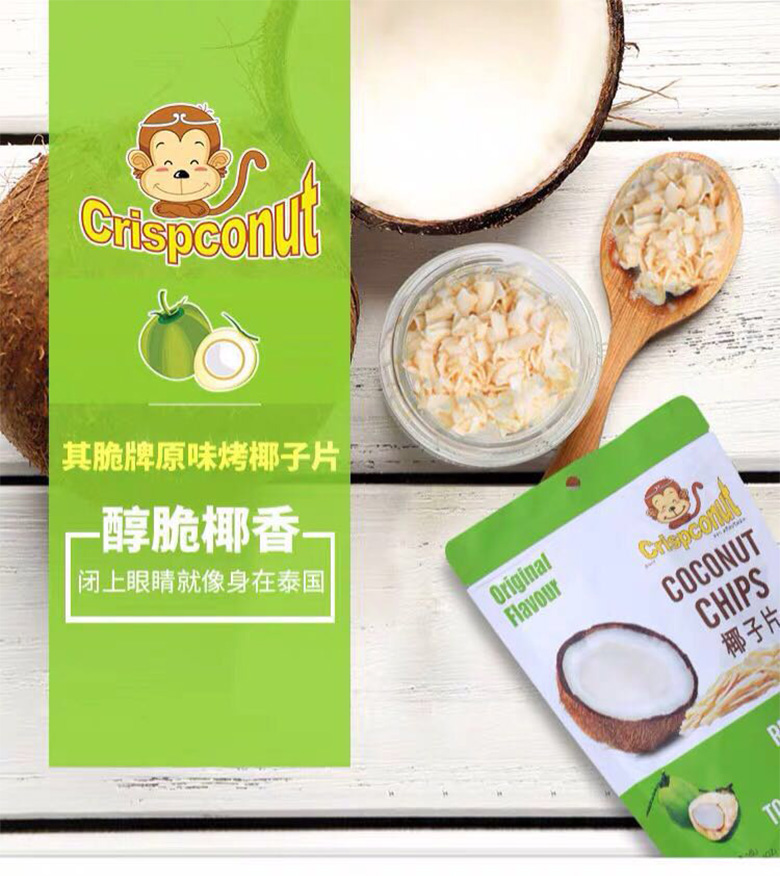 Crispconut
其脆牌原味烤椰子片
醇脆椰香
闭上眼睛就像身在泰国
Crispconut
Original
Flavour
COCONUT
CHIPS
椰子片